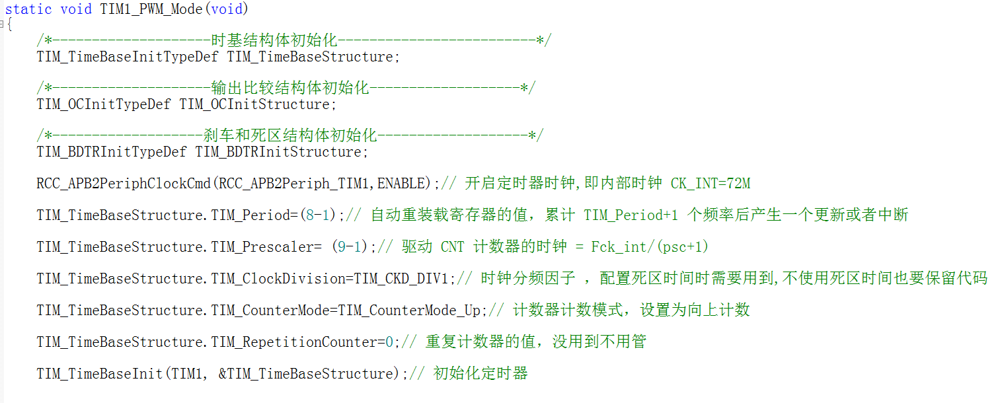 static void TIM1_PWM_Mode(void)
{
/*--------------------时基结构体初始化-------------------------*/
TIM_TimeBaseInitTypeDef TIM_TimeBaseStructure;
/*--------------------输出比较结构体初始化-------------------*/
TIM_OCInitTypeDef TIM_OCInitStructure;
/*-------------------刹车和死区结构体初始化-------------------*/
TIM_BDTRInitTypeDef TIM_BDTRInitStructure;
RCC_APB2PeriphClockCmd(RCC_APB2Periph_TIM1,ENABLE);// 开启定时器时钟,即内部时钟 CK_INT=72M
TIM_TimeBaseStructure.TIM_Period=(8-1);// 自动重装载寄存器的值，累计 TIM_Period+1 个频率后产生一个更新或者中断
TIM_TimeBaseStructure.TIM_Prescaler= (9-1);// 驱动 CNT 计数器的时钟 = Fck_int/(psc+1)
TIM_TimeBaseStructure.TIM_ClockDivision=TIM_CKD_DIV1;// 时钟分频因子 ，配置死区时间时需要用到,不使用死区时间也要保留代码
TIM_TimeBaseStructure.TIM_CounterMode=TIM_CounterMode_Up;// 计数器计数模式，设置为向上计数
TIM_TimeBaseStructure.TIM_RepetitionCounter=0;// 重复计数器的值，没用到不用管
TIM_TimeBaseInit(TIM1, &TIM_TimeBaseStructure);// 初始化定时器